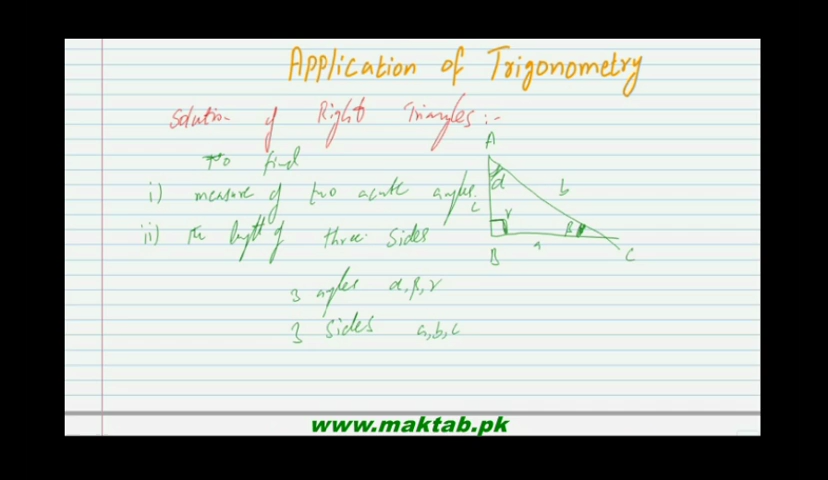 Application of Trigonometry
Solution of Right Triangles :-
To find
i) measure of two acute angles.
ii) The length of three sides
A
α
b
c
γ
β
B
a
C
3 angles α, β, γ
3 sides a, b, c
www.maktab.pk